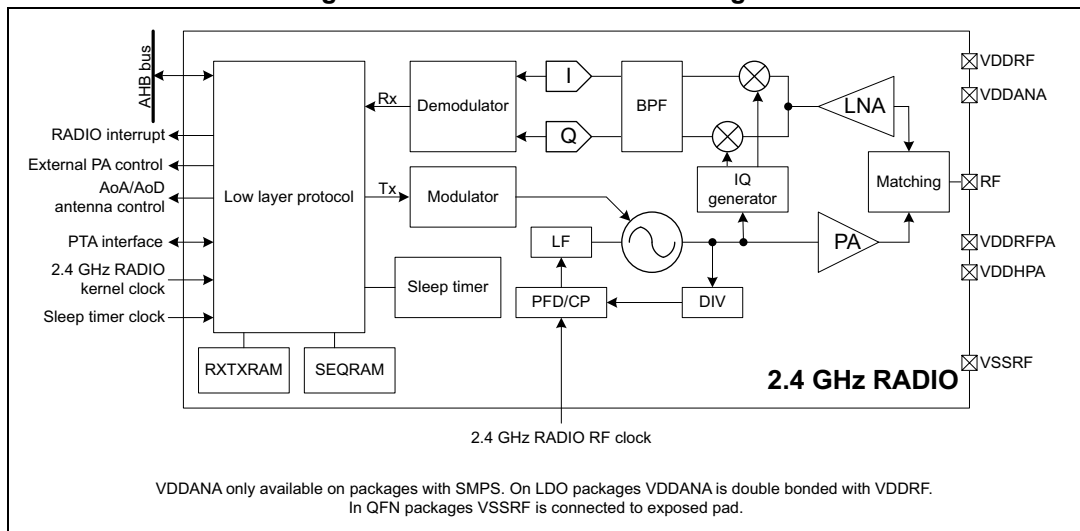 AHB bus
RADIO interrupt
External PA control
AoA/AoD
antenna control
PTA interface
2.4 GHz RADIO
kernel clock
Sleep timer clock
Low layer protocol
Rx
Tx
RXTXRAM
SEQRAM
Demodulator
Modulator
Sleep timer
I
Q
BPF
LNA
IQ
generator
Matching
LF
PA
PFD/CP
DIV
VDDRF
VDDANA
RF
VDDRFPA
VDDHPA
VSSRF
2.4 GHz RADIO
2.4 GHz RADIO RF clock
VDDANA only available on packages with SMPS. On LDO packages VDDANA is double bonded with VDDRF.
In QFN packages VSSRF is connected to exposed pad.